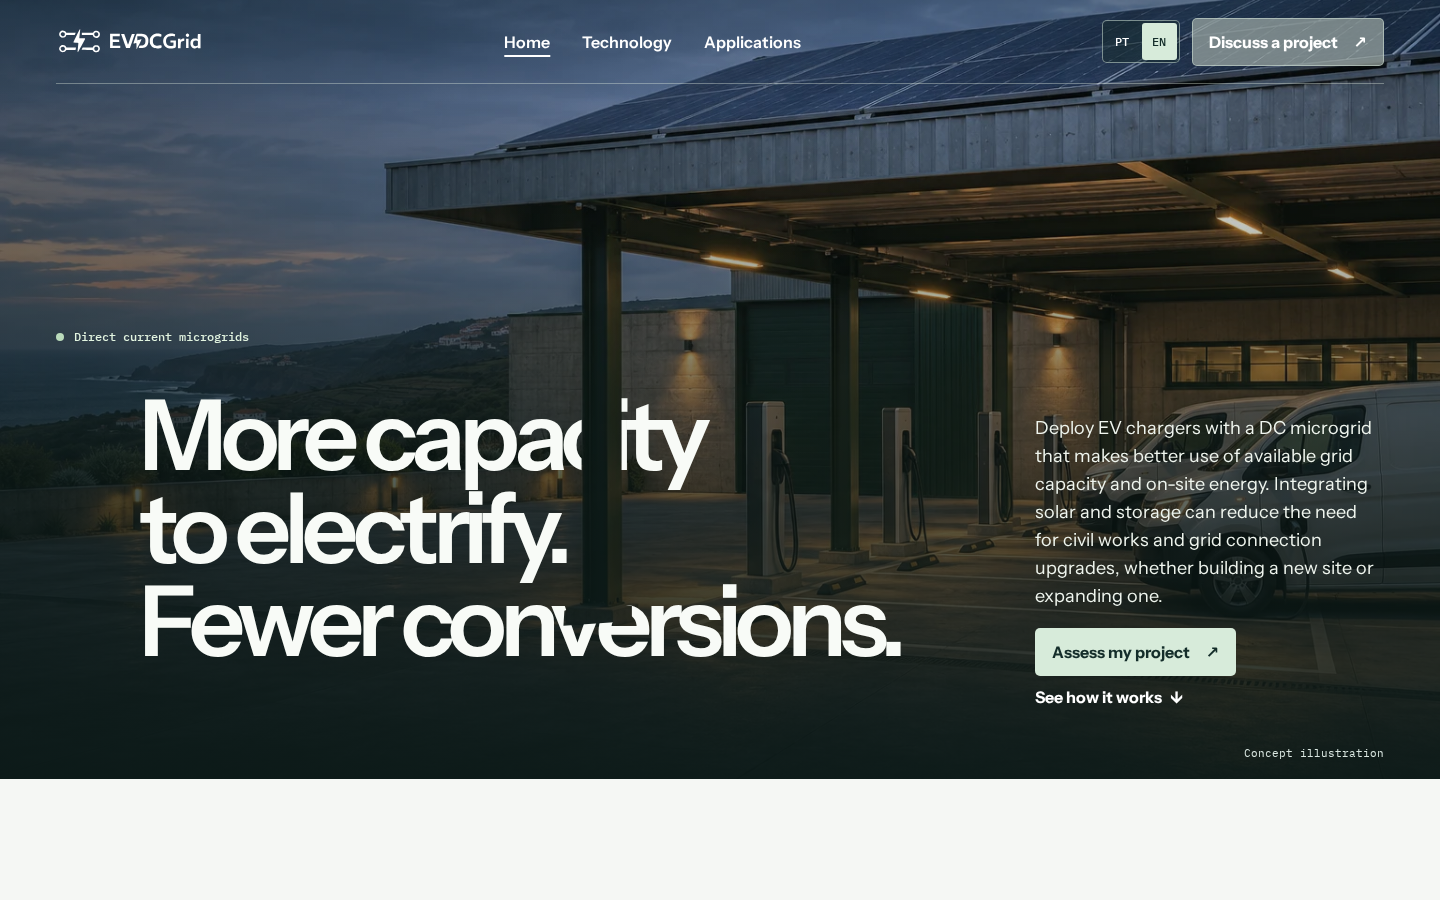 EVDCGrid
Home
Technology
Applications
PT
EN
Discuss a project ↗
Direct current microgrids
More capacity
to electrify.
Fewer conversions.
Deploy EV chargers with a DC microgrid
that makes better use of available grid
capacity and on-site energy. Integrating
solar and storage can reduce the need
for civil works and grid connection
upgrades, whether building a new site or
expanding one.
Assess my project ↗
See how it works ↓
Concept illustration